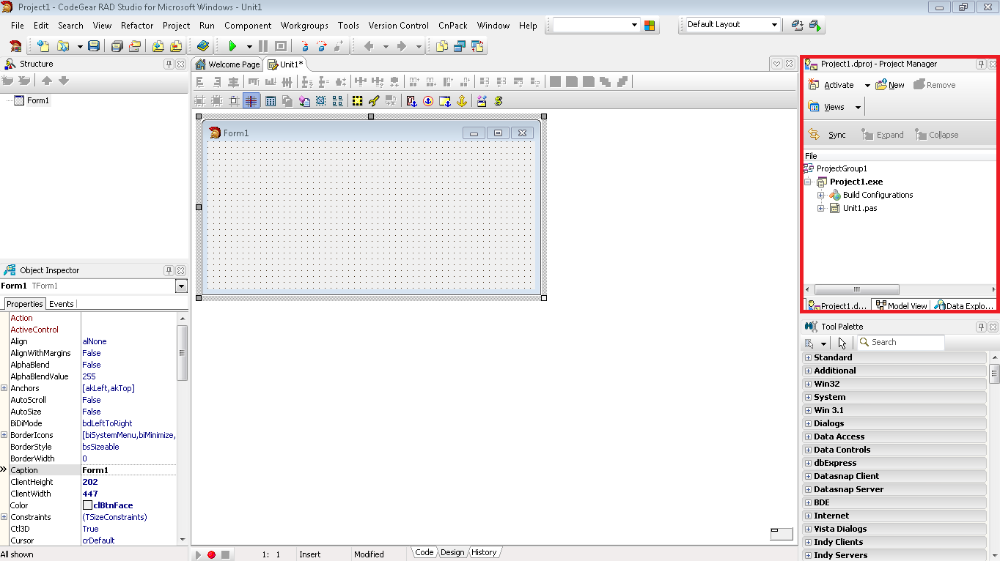 Project1 - CodeGear RAD Studio for Microsoft Windows - Unit1
File Edit Search View Refactor Project Run Component Workgroups Tools Version Control CnPack Window Help
Default Layout
Structure
Form1
Welcome Page
Unit1*
Form1
Project1.dproj - Project Manager
Activate New Remove
Views
Sync Expand Collapse
File
ProjectGroup1
Project1.exe
Build Configurations
Unit1.pas
Project1.d... Model View Data Explo...
Object Inspector
Form1 TForm1
Properties Events
Action
ActiveControl
Align alNone
AlignWithMargins False
AlphaBlend False
AlphaBlendValue 255
Anchors [akLeft,akTop]
AutoScroll False
AutoSize False
BiDiMode bdLeftToRight
BorderIcons [biSystemMenu,biMinimize,
BorderStyle bsSizeable
BorderWidth 0
Caption Form1
ClientHeight 202
ClientWidth 447
Color clBtnFace
Constraints (TSizeConstraints)
Ctl3D True
Cursor crDefault
All shown
Tool Palette
Search
Standard
Additional
Win32
System
Win 3.1
Dialogs
Data Access
Data Controls
dbExpress
Datasnap Client
Datasnap Server
BDE
Internet
Vista Dialogs
Indy Clients
Indy Servers
1: 1 Insert Modified
Code Design History